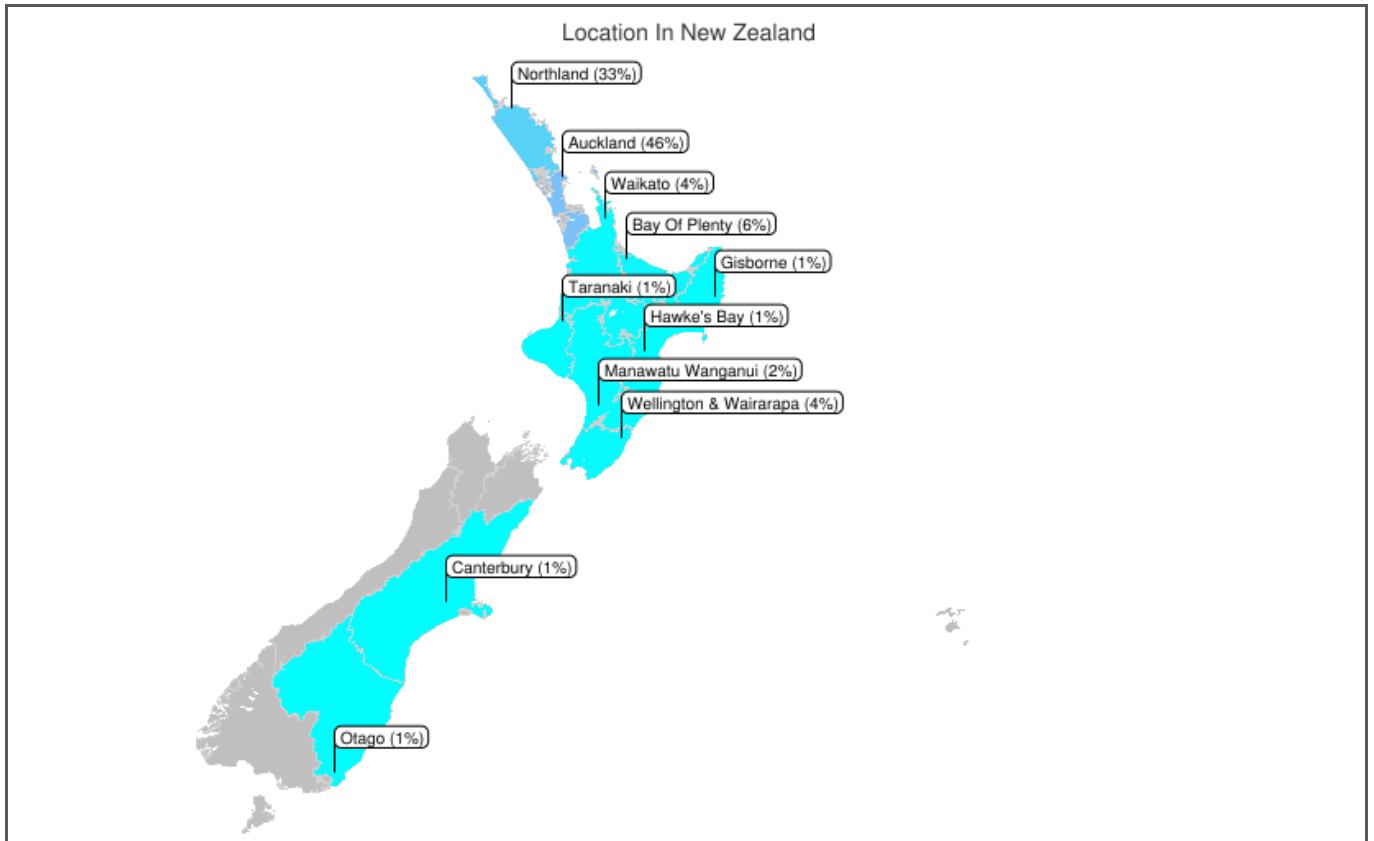 Location In New Zealand
Northland (33%)
Auckland (46%)
Waikato (4%)
Bay Of Plenty (6%)
Gisborne (1%)
Taranaki (1%)
Hawke's Bay (1%)
Manawatu Wanganui (2%)
Wellington & Wairarapa (4%)
Canterbury (1%)
Otago (1%)